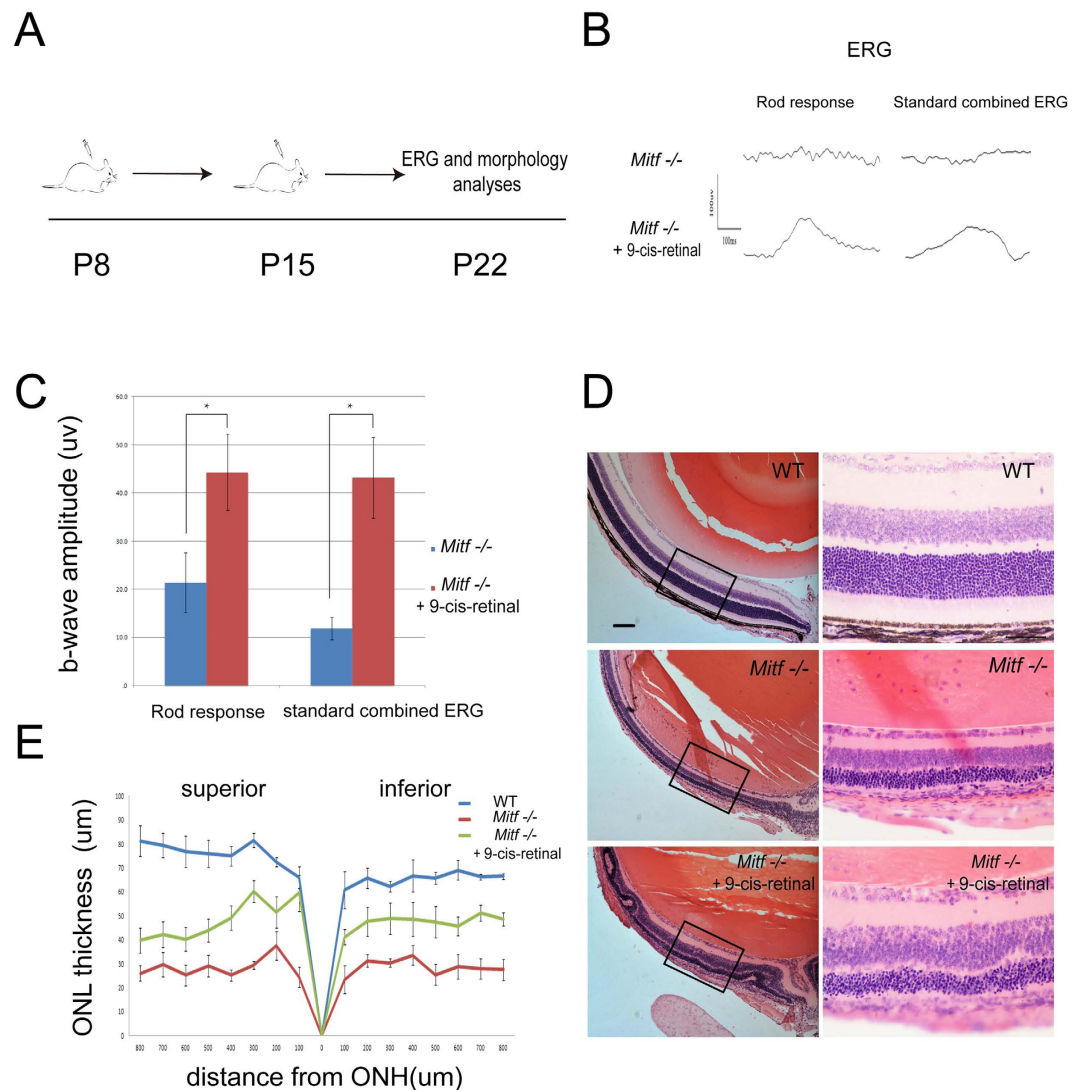 A
ERG and morphology
analyses
P8
P15
P22
B
ERG
Rod response
Standard combined ERG
Mitf -/-
100uv
100ms
Mitf -/-
+ 9-cis-retinal
C
b-wave amplitude (uv)
60.0
50.0
40.0
30.0
20.0
10.0
.0
*
*
Mitf -/-
Mitf -/-
+ 9-cis-retinal
Rod response
standard combined ERG
D
WT
WT
Mitf -/-
Mitf -/-
Mitf -/-
+ 9-cis-retinal
Mitf -/-
+ 9-cis-retinal
E
superior
inferior
WT
Mitf -/-
Mitf -/-
+ 9-cis-retinal
ONL thickness (um)
100
90
80
70
60
50
40
30
20
10
0
800 700 600 500 400 300 200 100 0 100 200 300 400 500 600 700 800
distance from ONH(um)